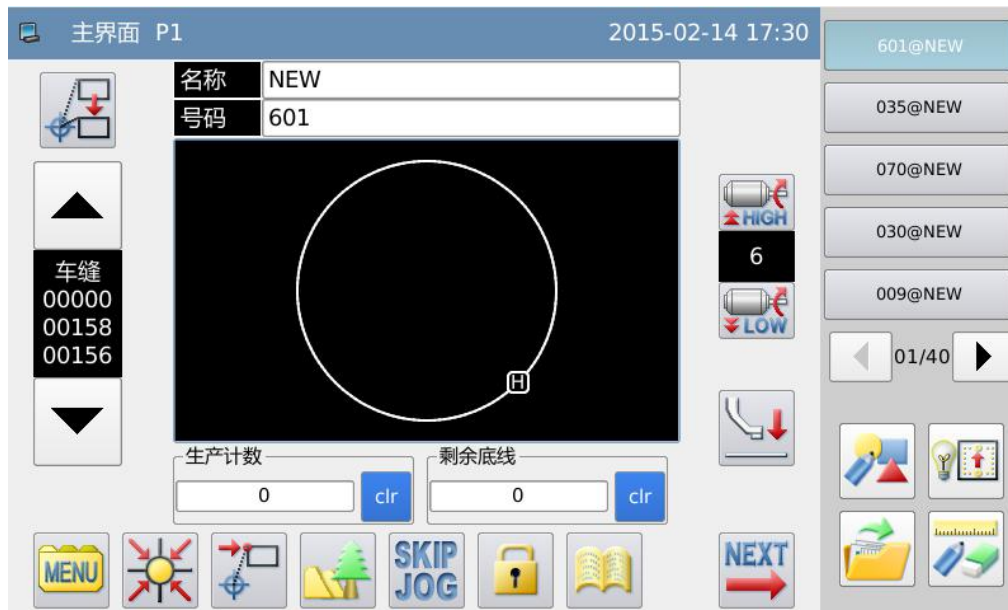 主界面 P1
2015-02-14 17:30
名称 NEW
号码 601
车缝
00000
00158
00156
H
HIGH
6
LOW
生产计数
0 clr
剩余底线
0 clr
MENU
SKIP
JOG
NEXT
601@NEW
035@NEW
070@NEW
030@NEW
009@NEW
01/40